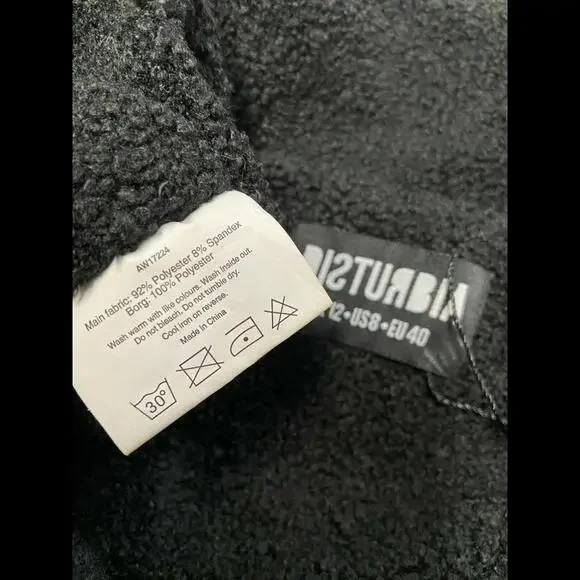 AW17224
Main fabric: 92% Polyester 8% Spandex
Borg: 100% Polyester
Wash warm with like colours. Wash inside out.
Do not bleach. Do not tumble dry.
Cool iron on reverse.
Made in China
30°
DISTURBIA
12•US8•EU40